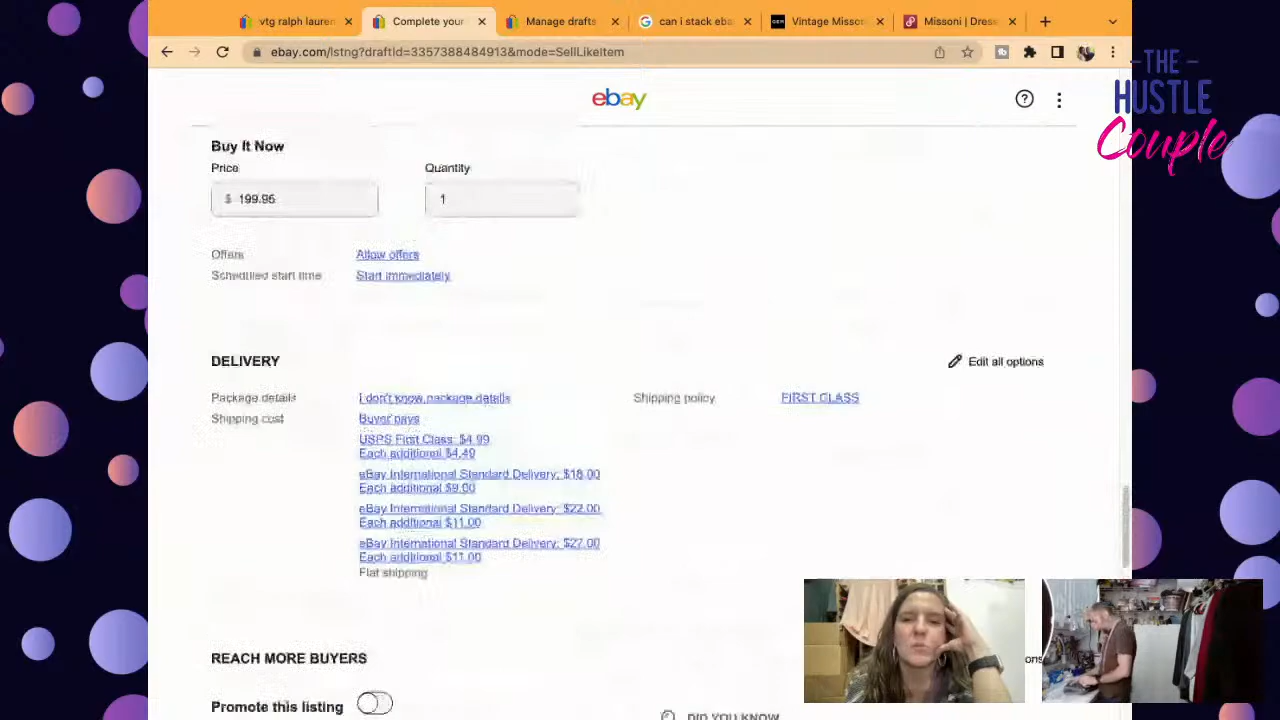 vtg ralph lauren
Complete your
Manage drafts
can i stack eba
Vintage Misson
Missoni | Dress
ebay.com/lstng?draftId=3357388484913&mode=SellLikeItem
THE
HUSTLE
Couple
ebay
Buy It Now
Price
Quantity
$ 199.95
1
Offers
Allow offers
Scheduled start time
Start immediately
DELIVERY
Edit all options
Package details
I don't know package details
Shipping policy
FIRST CLASS
Shipping cost
Buyer pays
USPS First Class: $4.99
Each additional $4.49
eBay International Standard Delivery: $18.00
Each additional $9.00
eBay International Standard Delivery: $22.00
Each additional $11.00
eBay International Standard Delivery: $27.00
Each additional $11.00
Flat shipping
REACH MORE BUYERS
ons
Promote this listing
DID YOU KNOW